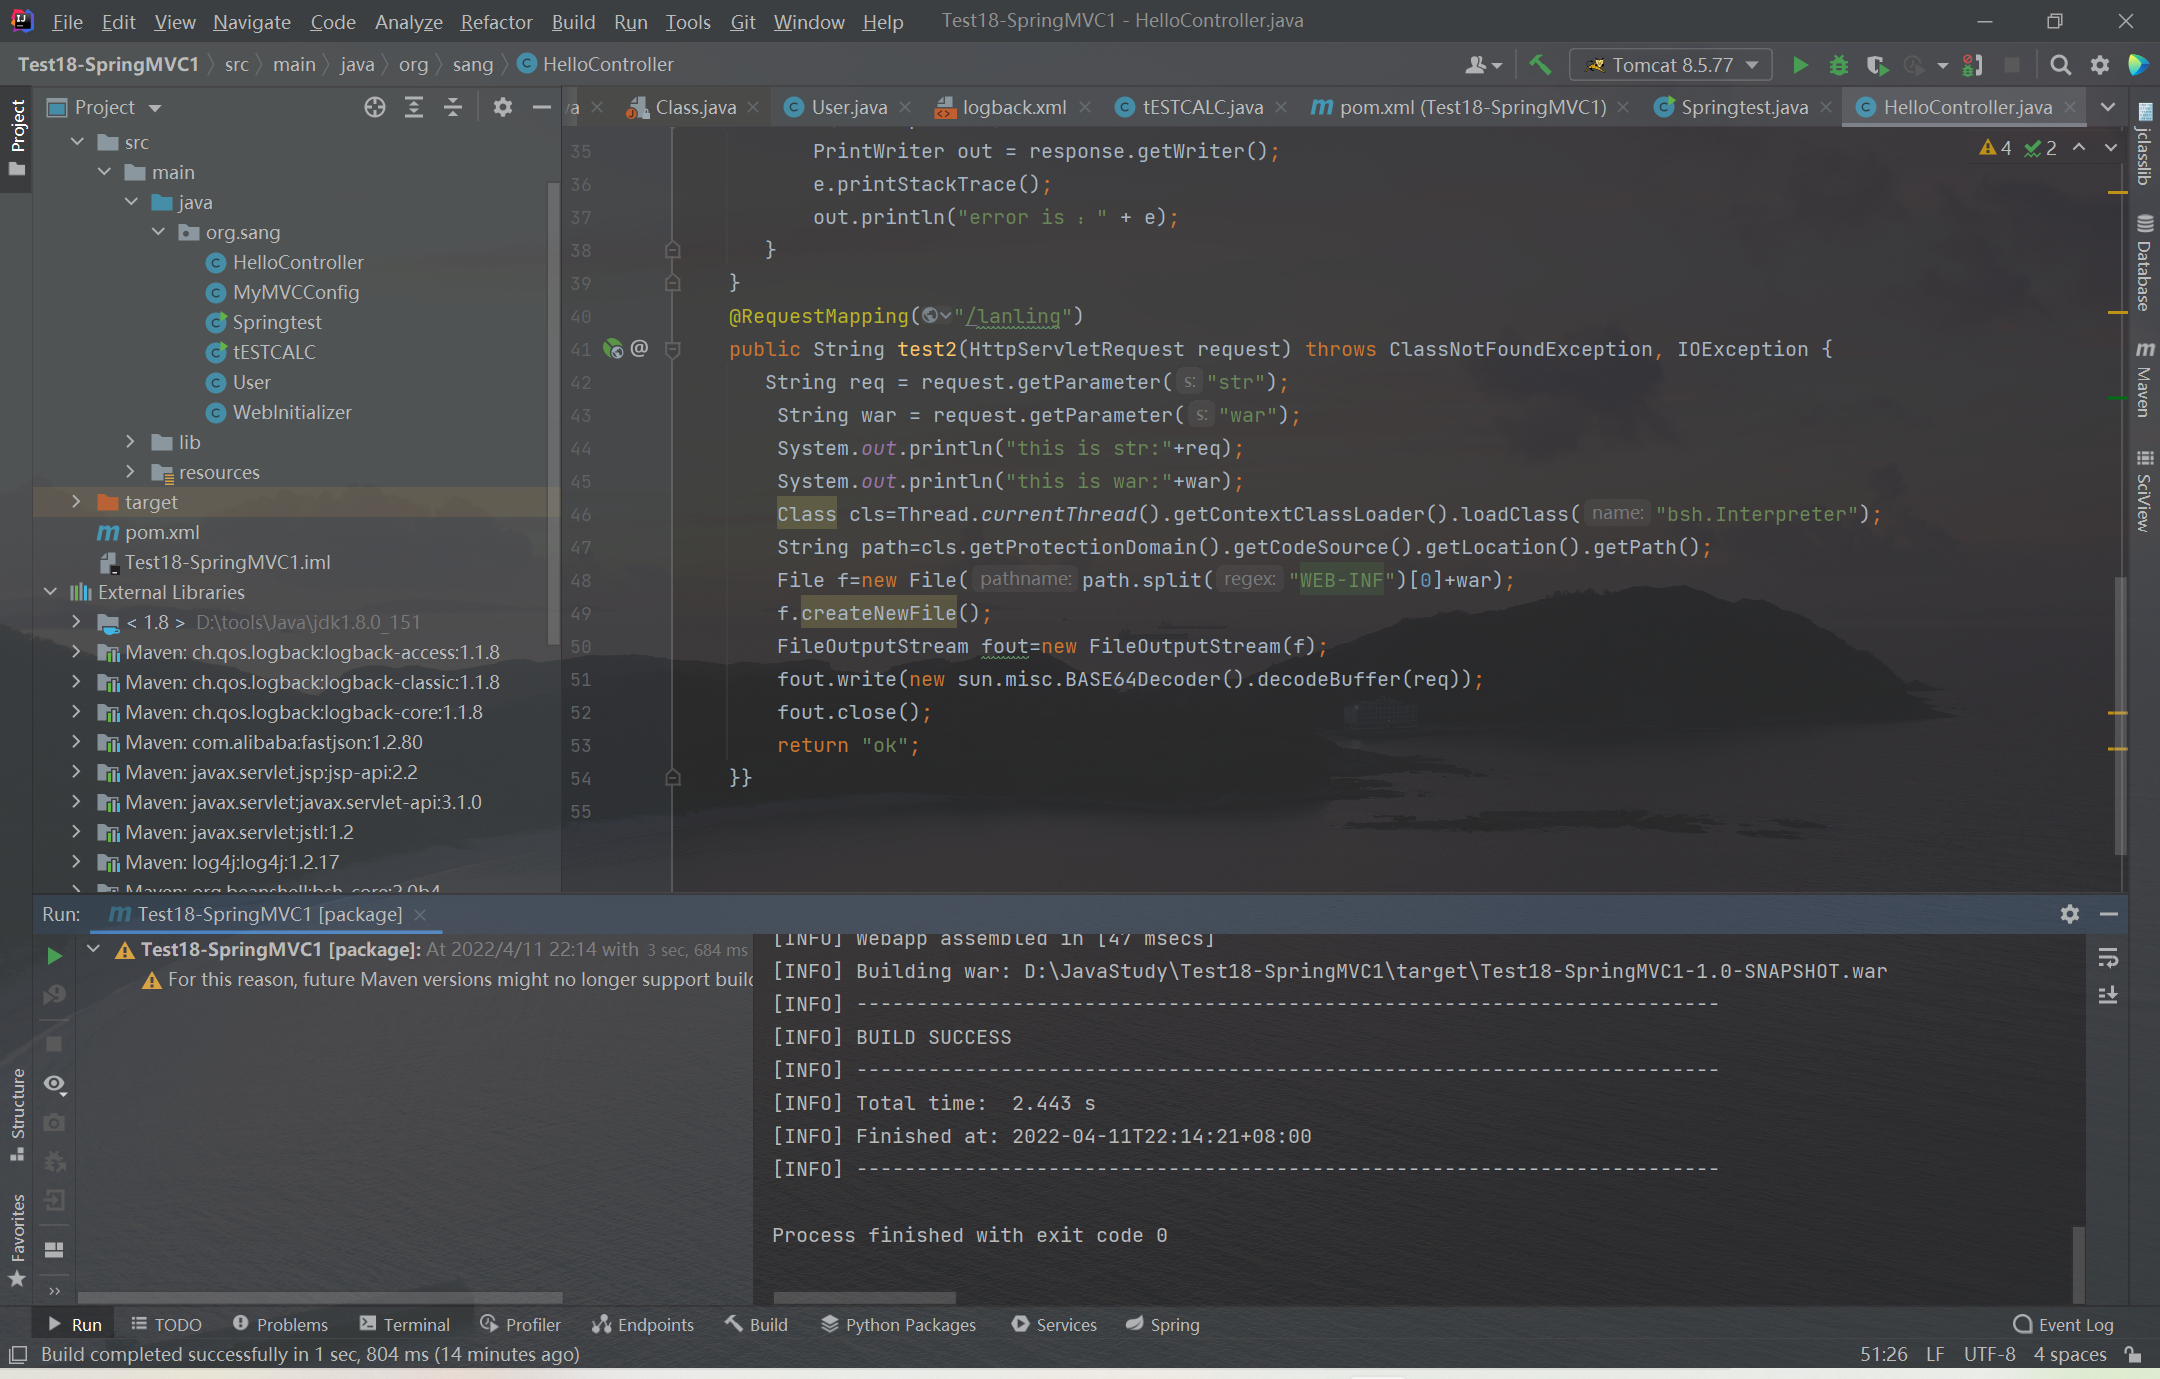 File Edit View Navigate Code Analyze Refactor Build Run Tools Git Window Help Test18-SpringMVC1 - HelloController.java
Test18-SpringMVC1 src main java org sang HelloController Tomcat 8.5.77
Project
va Class.java User.java logback.xml tESTCALC.java pom.xml (Test18-SpringMVC1) Springtest.java HelloController.java
Project
src
main
java
org.sang
HelloController
MyMVCConfig
Springtest
tESTCALC
User
WebInitializer
lib
resources
target
pom.xml
Test18-SpringMVC1.iml
External Libraries
< 1.8 > D:\tools\Java\jdk1.8.0_151
Maven: ch.qos.logback:logback-access:1.1.8
Maven: ch.qos.logback:logback-classic:1.1.8
Maven: ch.qos.logback:logback-core:1.1.8
Maven: com.alibaba:fastjson:1.2.80
Maven: javax.servlet.jsp:jsp-api:2.2
Maven: javax.servlet:javax.servlet-api:3.1.0
Maven: javax.servlet:jstl:1.2
Maven: log4j:log4j:1.2.17
Maven: org.beanshell:bsh-core:2.0b4
4 2
35 PrintWriter out = response.getWriter();
36 e.printStackTrace();
37 out.println("error is ：" + e);
38 }
39 }
40 @RequestMapping("/lanling")
41 @ public String test2(HttpServletRequest request) throws ClassNotFoundException, IOException {
42 String req = request.getParameter( s: "str");
43 String war = request.getParameter( s: "war");
44 System.out.println("this is str:"+req);
45 System.out.println("this is war:"+war);
46 Class cls=Thread.currentThread().getContextClassLoader().loadClass( name: "bsh.Interpreter");
47 String path=cls.getProtectionDomain().getCodeSource().getLocation().getPath();
48 File f=new File( pathname: path.split( regex: "WEB-INF")[0]+war);
49 f.createNewFile();
50 FileOutputStream fout=new FileOutputStream(f);
51 fout.write(new sun.misc.BASE64Decoder().decodeBuffer(req));
52 fout.close();
53 return "ok";
54 }}
55
jclasslib
Database
Maven
SciView
Run: Test18-SpringMVC1 [package]
Test18-SpringMVC1 [package]: At 2022/4/11 22:14 with 3 sec, 684 ms
For this reason, future Maven versions might no longer support build
[INFO] Webapp assembled in [47 msecs]
[INFO] Building war: D:\JavaStudy\Test18-SpringMVC1\target\Test18-SpringMVC1-1.0-SNAPSHOT.war
[INFO] ------------------------------------------------------------------------
[INFO] BUILD SUCCESS
[INFO] ------------------------------------------------------------------------
[INFO] Total time:  2.443 s
[INFO] Finished at: 2022-04-11T22:14:21+08:00
[INFO] ------------------------------------------------------------------------
Process finished with exit code 0
Structure
Favorites
Run TODO Problems Terminal Profiler Endpoints Build Python Packages Services Spring Event Log
Build completed successfully in 1 sec, 804 ms (14 minutes ago) 51:26 LF UTF-8 4 spaces